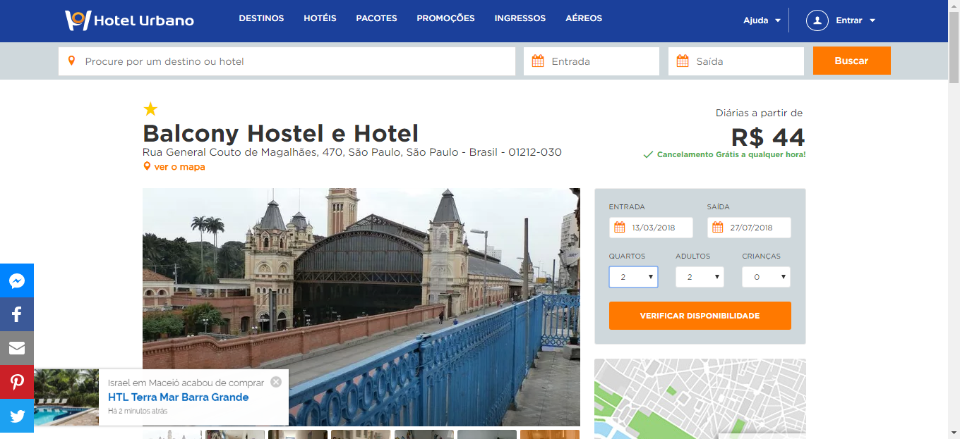 Hotel Urbano
DESTINOS HOTÉIS PACOTES PROMOÇÕES INGRESSOS AÉREOS
Ajuda Entrar
Procure por um destino ou hotel
Entrada
Saída
Buscar
Balcony Hostel e Hotel
Rua General Couto de Magalhães, 470, São Paulo, São Paulo - Brasil - 01212-030
ver o mapa
Diárias a partir de
R$ 44
Cancelamento Grátis a qualquer hora!
ENTRADA SAÍDA
13/03/2018 27/07/2018
QUARTOS ADULTOS CRIANÇAS
2 2 0
VERIFICAR DISPONIBILIDADE
Israel em Maceió acabou de comprar
HTL Terra Mar Barra Grande
Há 2 minutos atrás